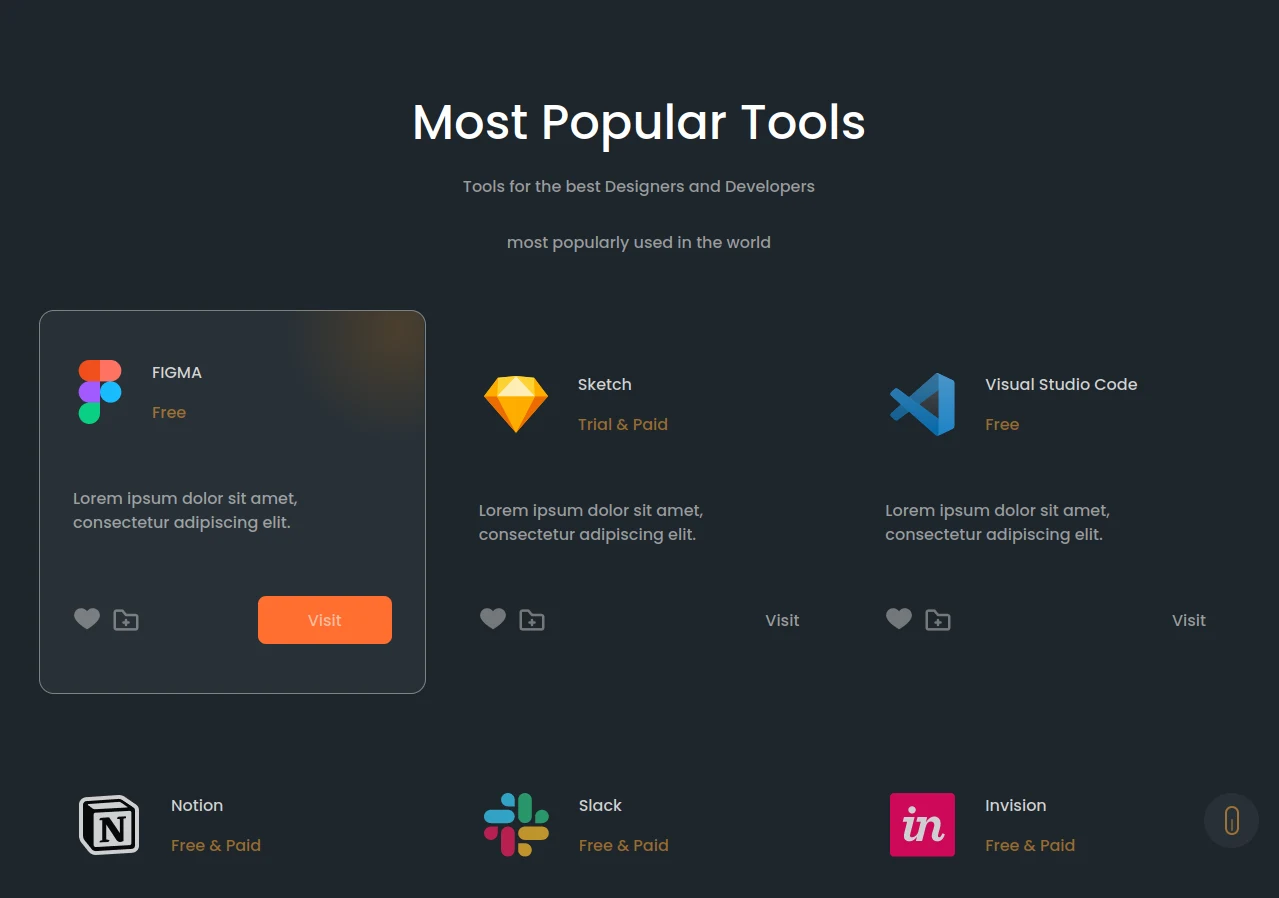 Most Popular Tools
Tools for the best Designers and Developers
most popularly used in the world
FIGMA
Free
Lorem ipsum dolor sit amet,
consectetur adipiscing elit.
Visit
Sketch
Trial & Paid
Lorem ipsum dolor sit amet,
consectetur adipiscing elit.
Visit
Visual Studio Code
Free
Lorem ipsum dolor sit amet,
consectetur adipiscing elit.
Visit
N
Notion
Free & Paid
Slack
Free & Paid
in
Invision
Free & Paid